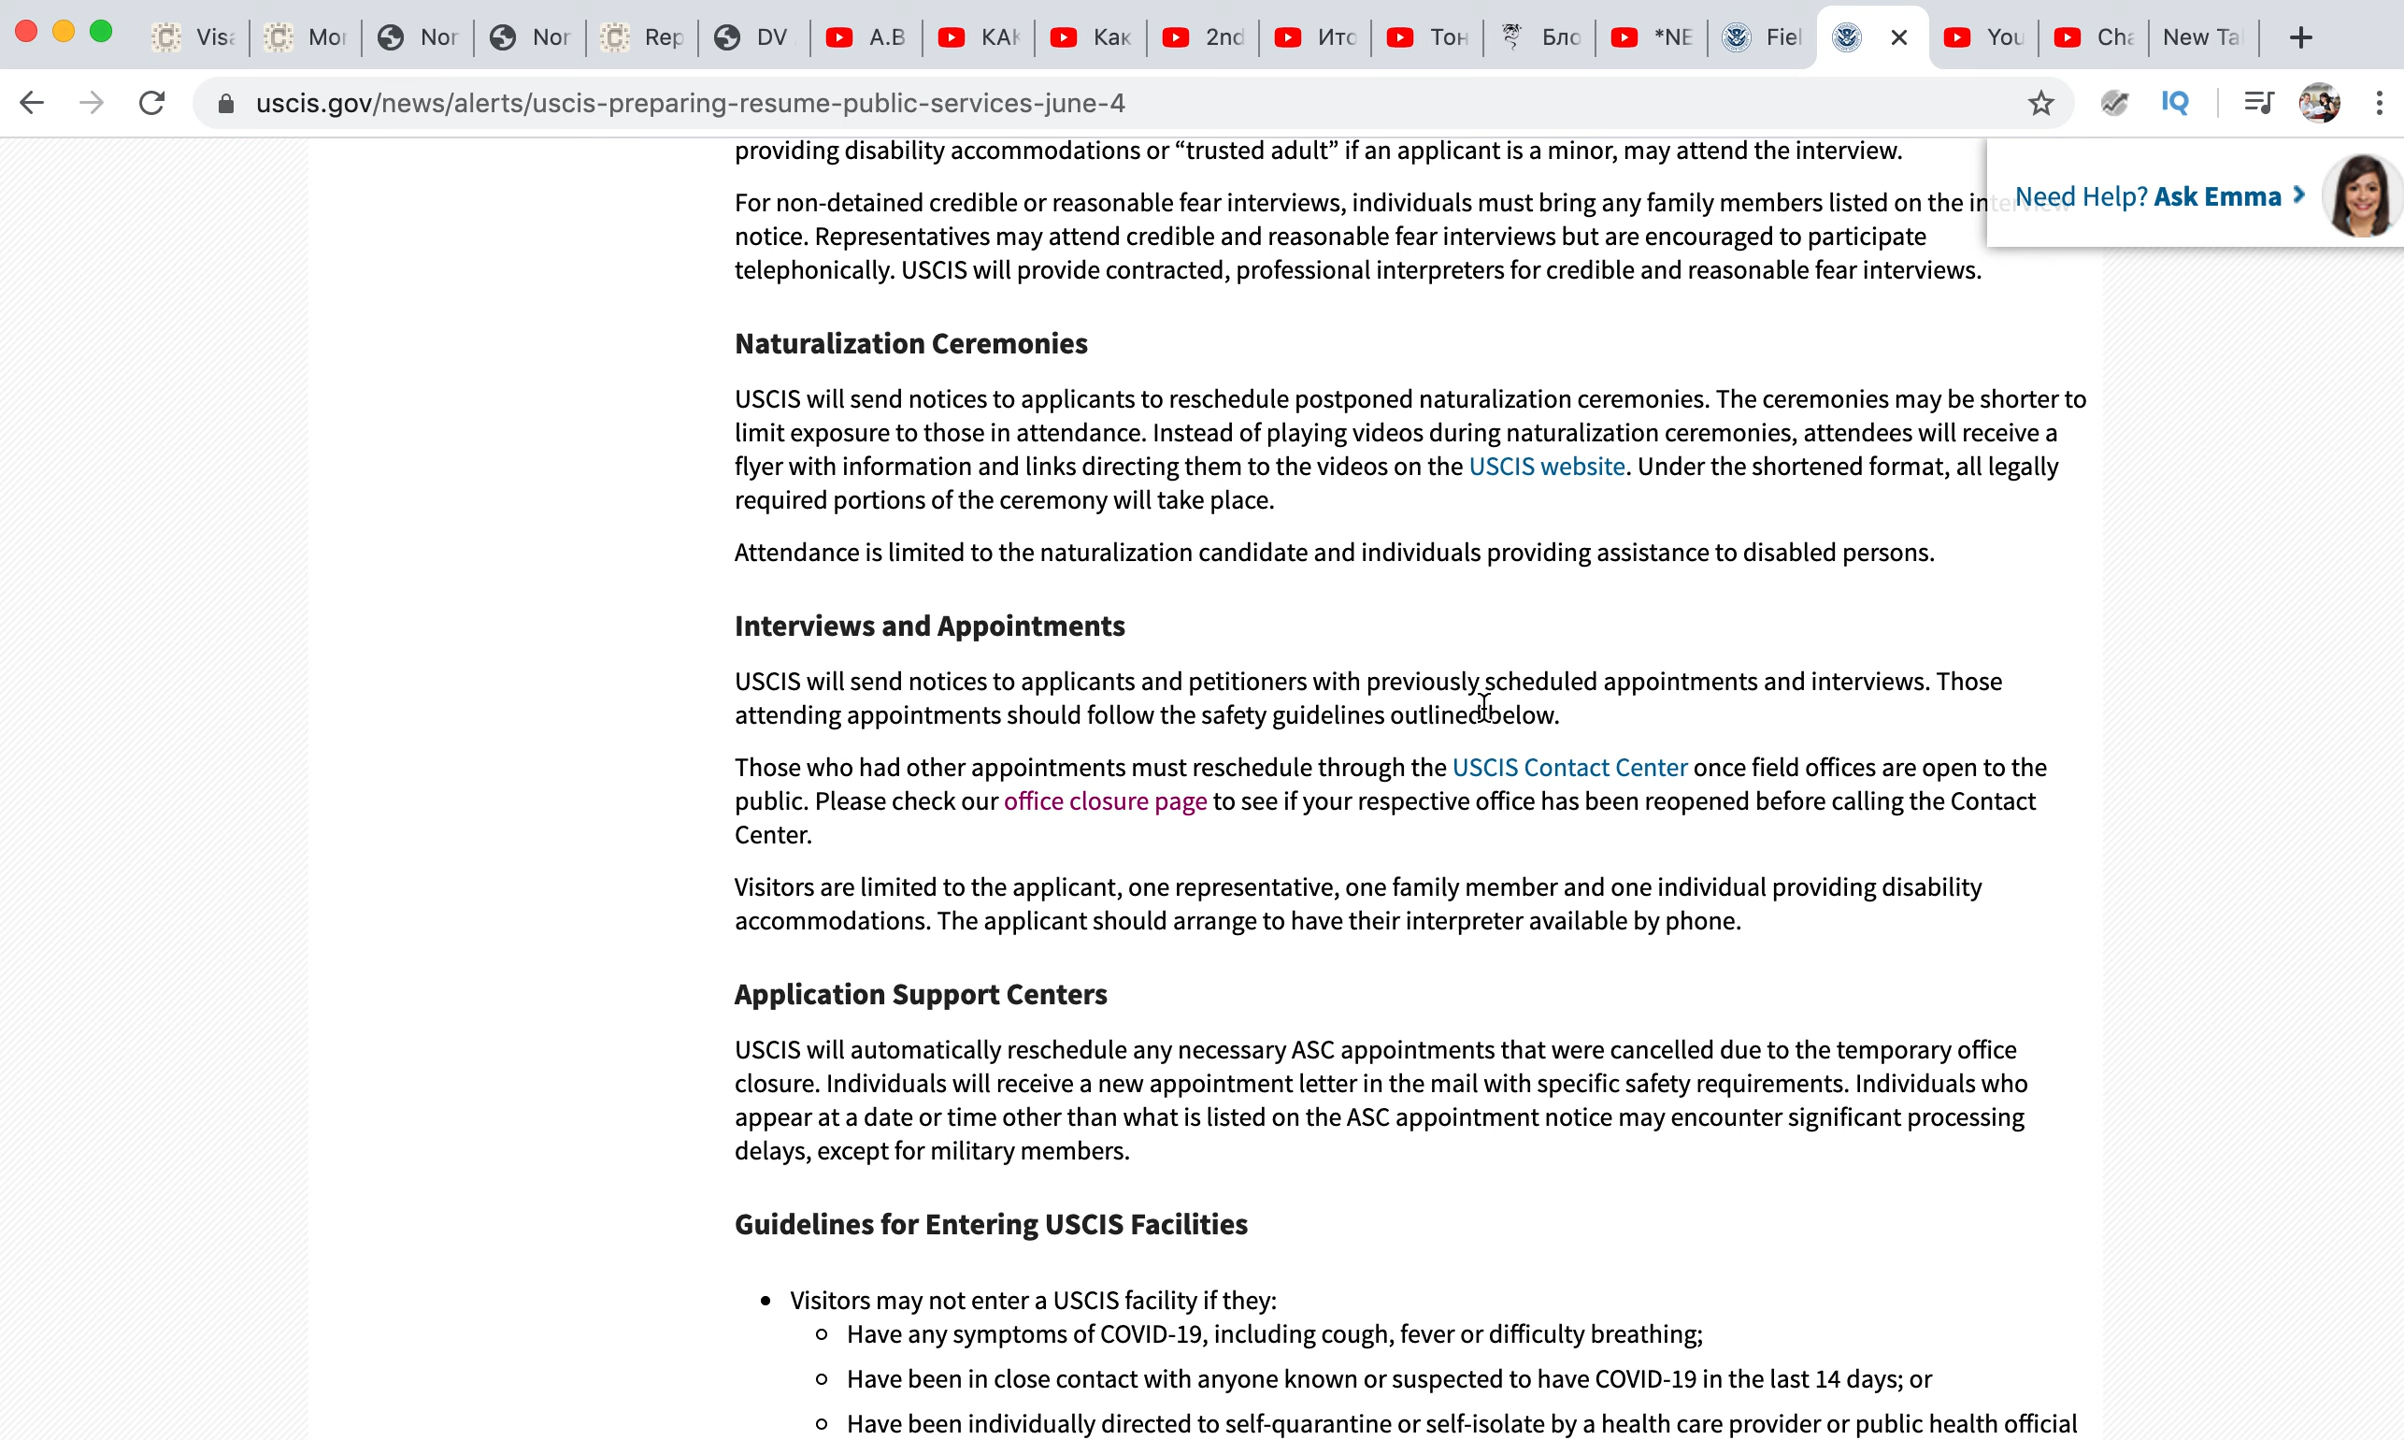 Visa
Mor
Nor
Nor
Rep
DV
A.B
КАК
Как
2nd
Ито
Тон
Бло
*NE
Fiel
You
Cha
New Ta
uscis.gov/news/alerts/uscis-preparing-resume-public-services-june-4
IQ
providing disability accommodations or “trusted adult” if an applicant is a minor, may attend the interview.
Need Help? Ask Emma
For non-detained credible or reasonable fear interviews, individuals must bring any family members listed on the interview
notice. Representatives may attend credible and reasonable fear interviews but are encouraged to participate
telephonically. USCIS will provide contracted, professional interpreters for credible and reasonable fear interviews.
Naturalization Ceremonies
USCIS will send notices to applicants to reschedule postponed naturalization ceremonies. The ceremonies may be shorter to
limit exposure to those in attendance. Instead of playing videos during naturalization ceremonies, attendees will receive a
flyer with information and links directing them to the videos on the USCIS website. Under the shortened format, all legally
required portions of the ceremony will take place.
Attendance is limited to the naturalization candidate and individuals providing assistance to disabled persons.
Interviews and Appointments
USCIS will send notices to applicants and petitioners with previously scheduled appointments and interviews. Those
attending appointments should follow the safety guidelines outlined below.
Those who had other appointments must reschedule through the USCIS Contact Center once field offices are open to the
public. Please check our office closure page to see if your respective office has been reopened before calling the Contact
Center.
Visitors are limited to the applicant, one representative, one family member and one individual providing disability
accommodations. The applicant should arrange to have their interpreter available by phone.
Application Support Centers
USCIS will automatically reschedule any necessary ASC appointments that were cancelled due to the temporary office
closure. Individuals will receive a new appointment letter in the mail with specific safety requirements. Individuals who
appear at a date or time other than what is listed on the ASC appointment notice may encounter significant processing
delays, except for military members.
Guidelines for Entering USCIS Facilities
• Visitors may not enter a USCIS facility if they:
Have any symptoms of COVID-19, including cough, fever or difficulty breathing;
Have been in close contact with anyone known or suspected to have COVID-19 in the last 14 days; or
Have been individually directed to self-quarantine or self-isolate by a health care provider or public health official